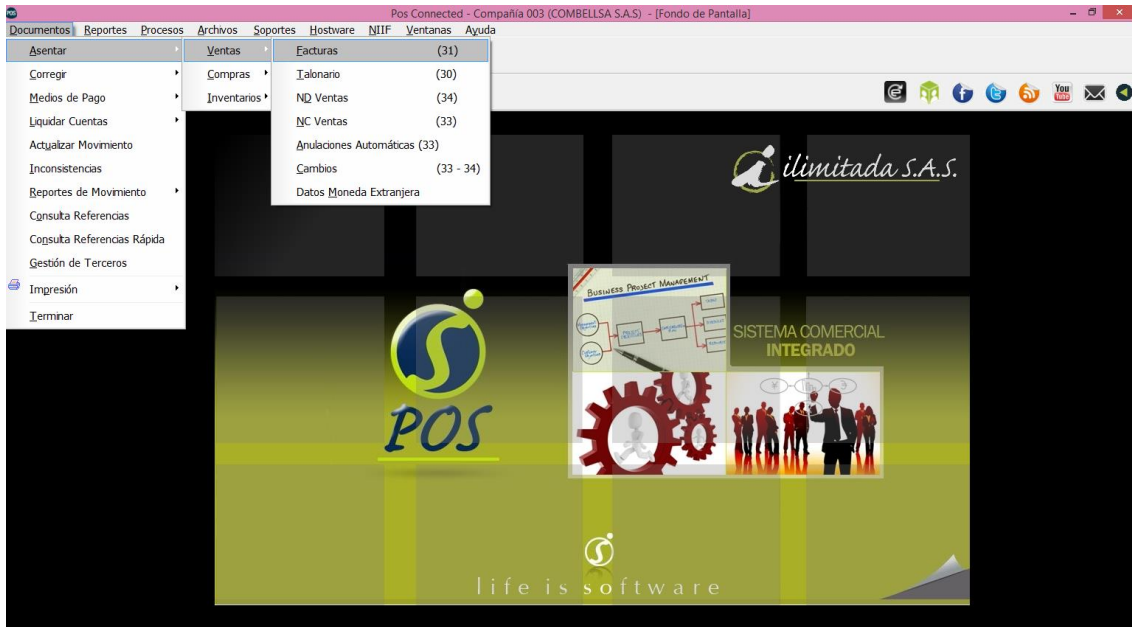 POS
Pos Connected - Compañía 003 (COMBELLSA S.A.S) - [Fondo de Pantalla]
Documentos Reportes Procesos Archivos Soportes Hostware NIIF Ventanas Ayuda
Asentar
Corregir
Medios de Pago
Liquidar Cuentas
Actualizar Movimiento
Inconsistencias
Reportes de Movimiento
Consulta Referencias
Consulta Referencias Rápida
Gestión de Terceros
Impresión
Terminar
Ventas
Compras
Inventarios
Facturas (31)
Talonario (30)
ND Ventas (34)
NC Ventas (33)
Anulaciones Automáticas (33)
Cambios (33 - 34)
Datos Moneda Extranjera
You
Tube
ilimitada S.A.S.
BUSINESS PROJECT MANAGEMENT
SISTEMA COMERCIAL
INTEGRADO
POS
life is software